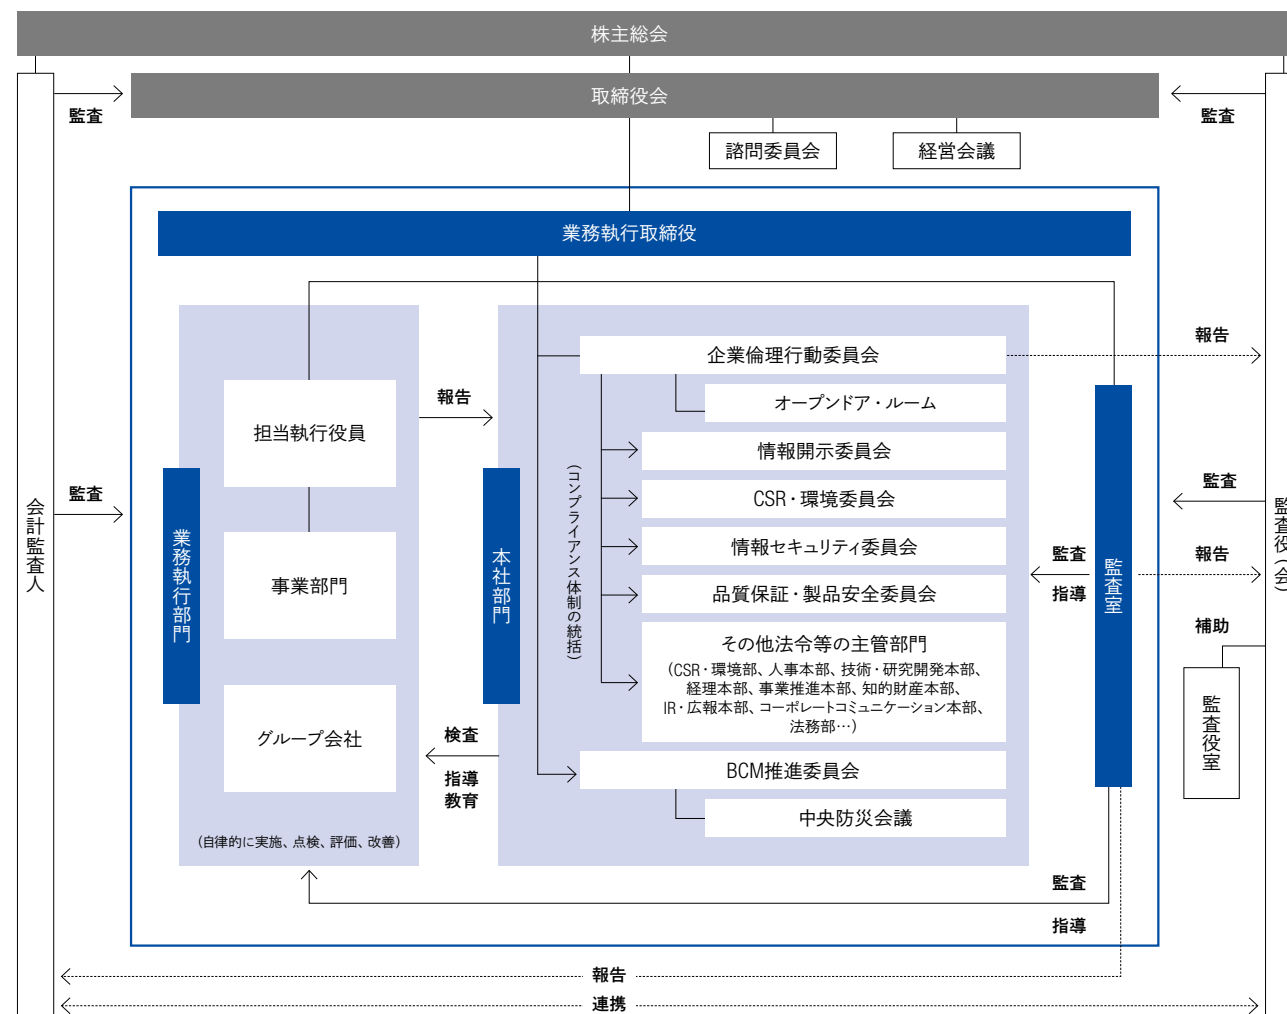 株主総会
取締役会
監査
監査
諮問委員会
経営会議
業務執行取締役
企業倫理行動委員会
報告
オープンドア・ルーム
報告
担当執行役員
情報開示委員会
CSR・環境委員会
監査
監査
会計監査人
監査役(会)
業務執行部門
本社部門
(コンプライアンス体制の統括)
情報セキュリティ委員会
監査
指導
監査室
報告
事業部門
品質保証・製品安全委員会
補助
その他法令等の主管部門
(CSR・環境部、人事本部、技術・研究開発本部、
経理本部、事業推進本部、知的財産本部、
IR・広報本部、コーポレートコミュニケーション本部、
法務部…)
監査役室
グループ会社
検査
指導
教育
BCM推進委員会
中央防災会議
(自律的に実施、点検、評価、改善)
監査
指導
報告
連携